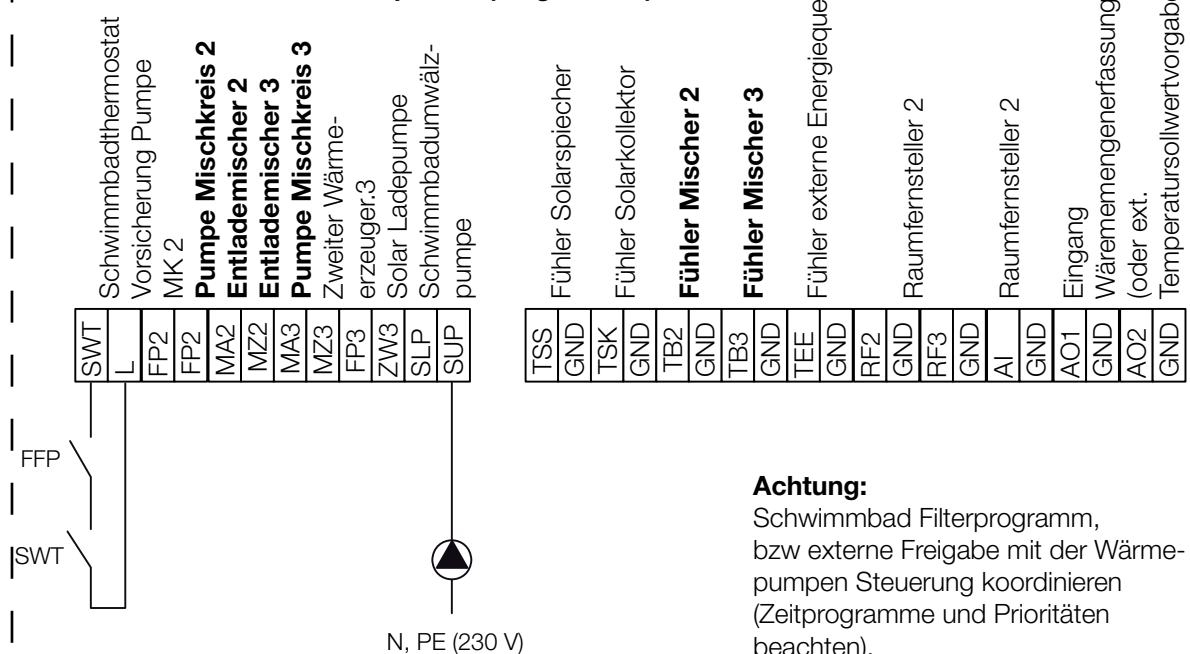 Schwimmbadthermostat
Vorsicherung Pumpe
MK 2
Pumpe Mischkreis 2
Entlademischer 2
Entlademischer 3
Pumpe Mischkreis 3
Zweiter Wärme-
erzeuger.3
Solar Ladepumpe
Schwimmbadumwälz-
pumpe
Fühler Solarspiecher
Fühler Solarkollektor
Fühler Mischer 2
Fühler Mischer 3
Fühler externe
Raumfernsteller 2
Raumfernsteller 2
Eingang
Wäremengenerfassung
(oder ext.
Temperatursollwertvorgabe
SWT
L
FP2
FP2
MA2
MZ2
MA3
MZ3
FP3
ZW3
SLP
SUP
TSS
GND
TSK
GND
TB2
GND
TB3
GND
TEE
GND
RF2
GND
RF3
GND
AI
GND
AO1
GND
AO2
GND
FFP
SWT
N, PE (230 V)
Achtung:
Schwimmbad Filterprogramm,
bzw externe Freigabe mit der Wärme-
pumpen Steuerung koordinieren
(Zeitprogramme und Prioritäten
beachten).